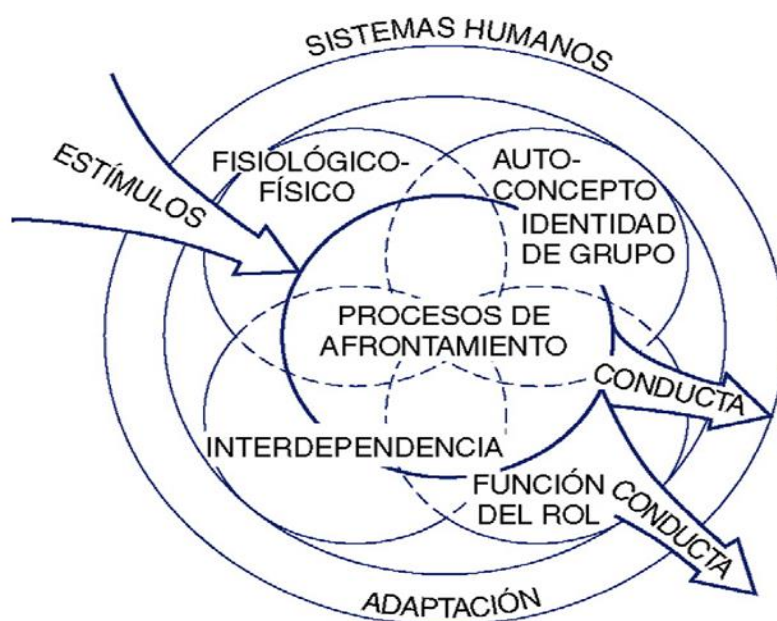 SISTEMAS HUMANOS
ESTÍMULOS
FISIOLÓGICO-
FÍSICO
AUTO-
CONCEPTO
IDENTIDAD
DE GRUPO
PROCESOS DE
AFRONTAMIENTO
CONDUCTA
INTERDEPENDENCIA
FUNCIÓN
DEL ROL
CONDUCTA
ADAPTACIÓN